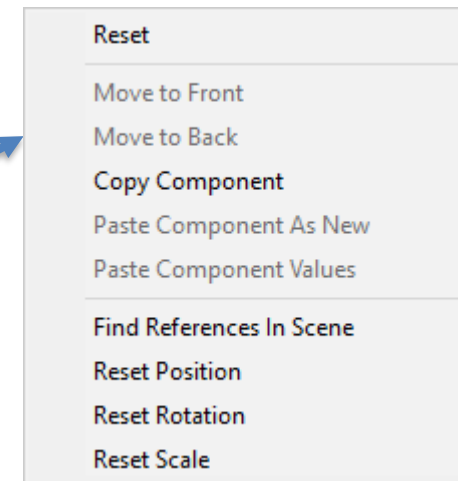 Reset
Move to Front
Move to Back
Copy Component
Paste Component As New
Paste Component Values
Find References In Scene
Reset Position
Reset Rotation
Reset Scale